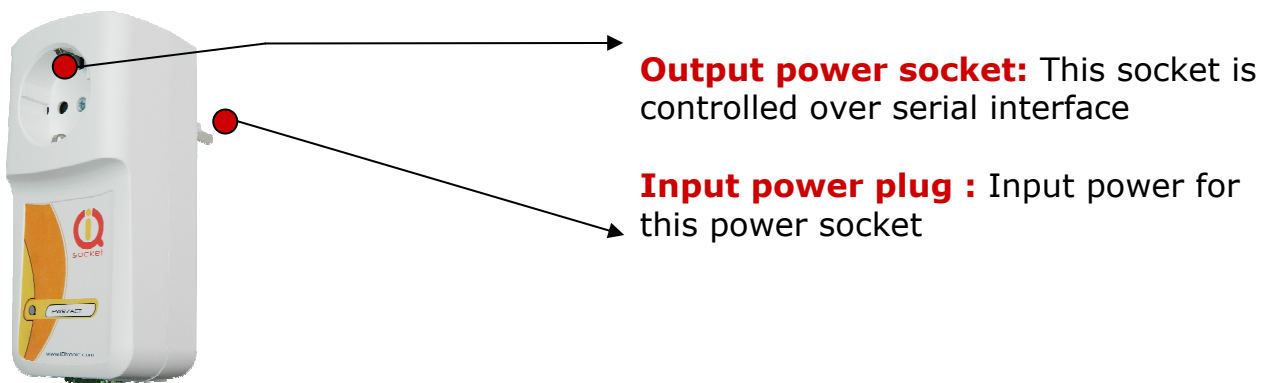 Output power socket: This socket is
controlled over serial interface
Input power plug : Input power for
this power socket
iQ
socket